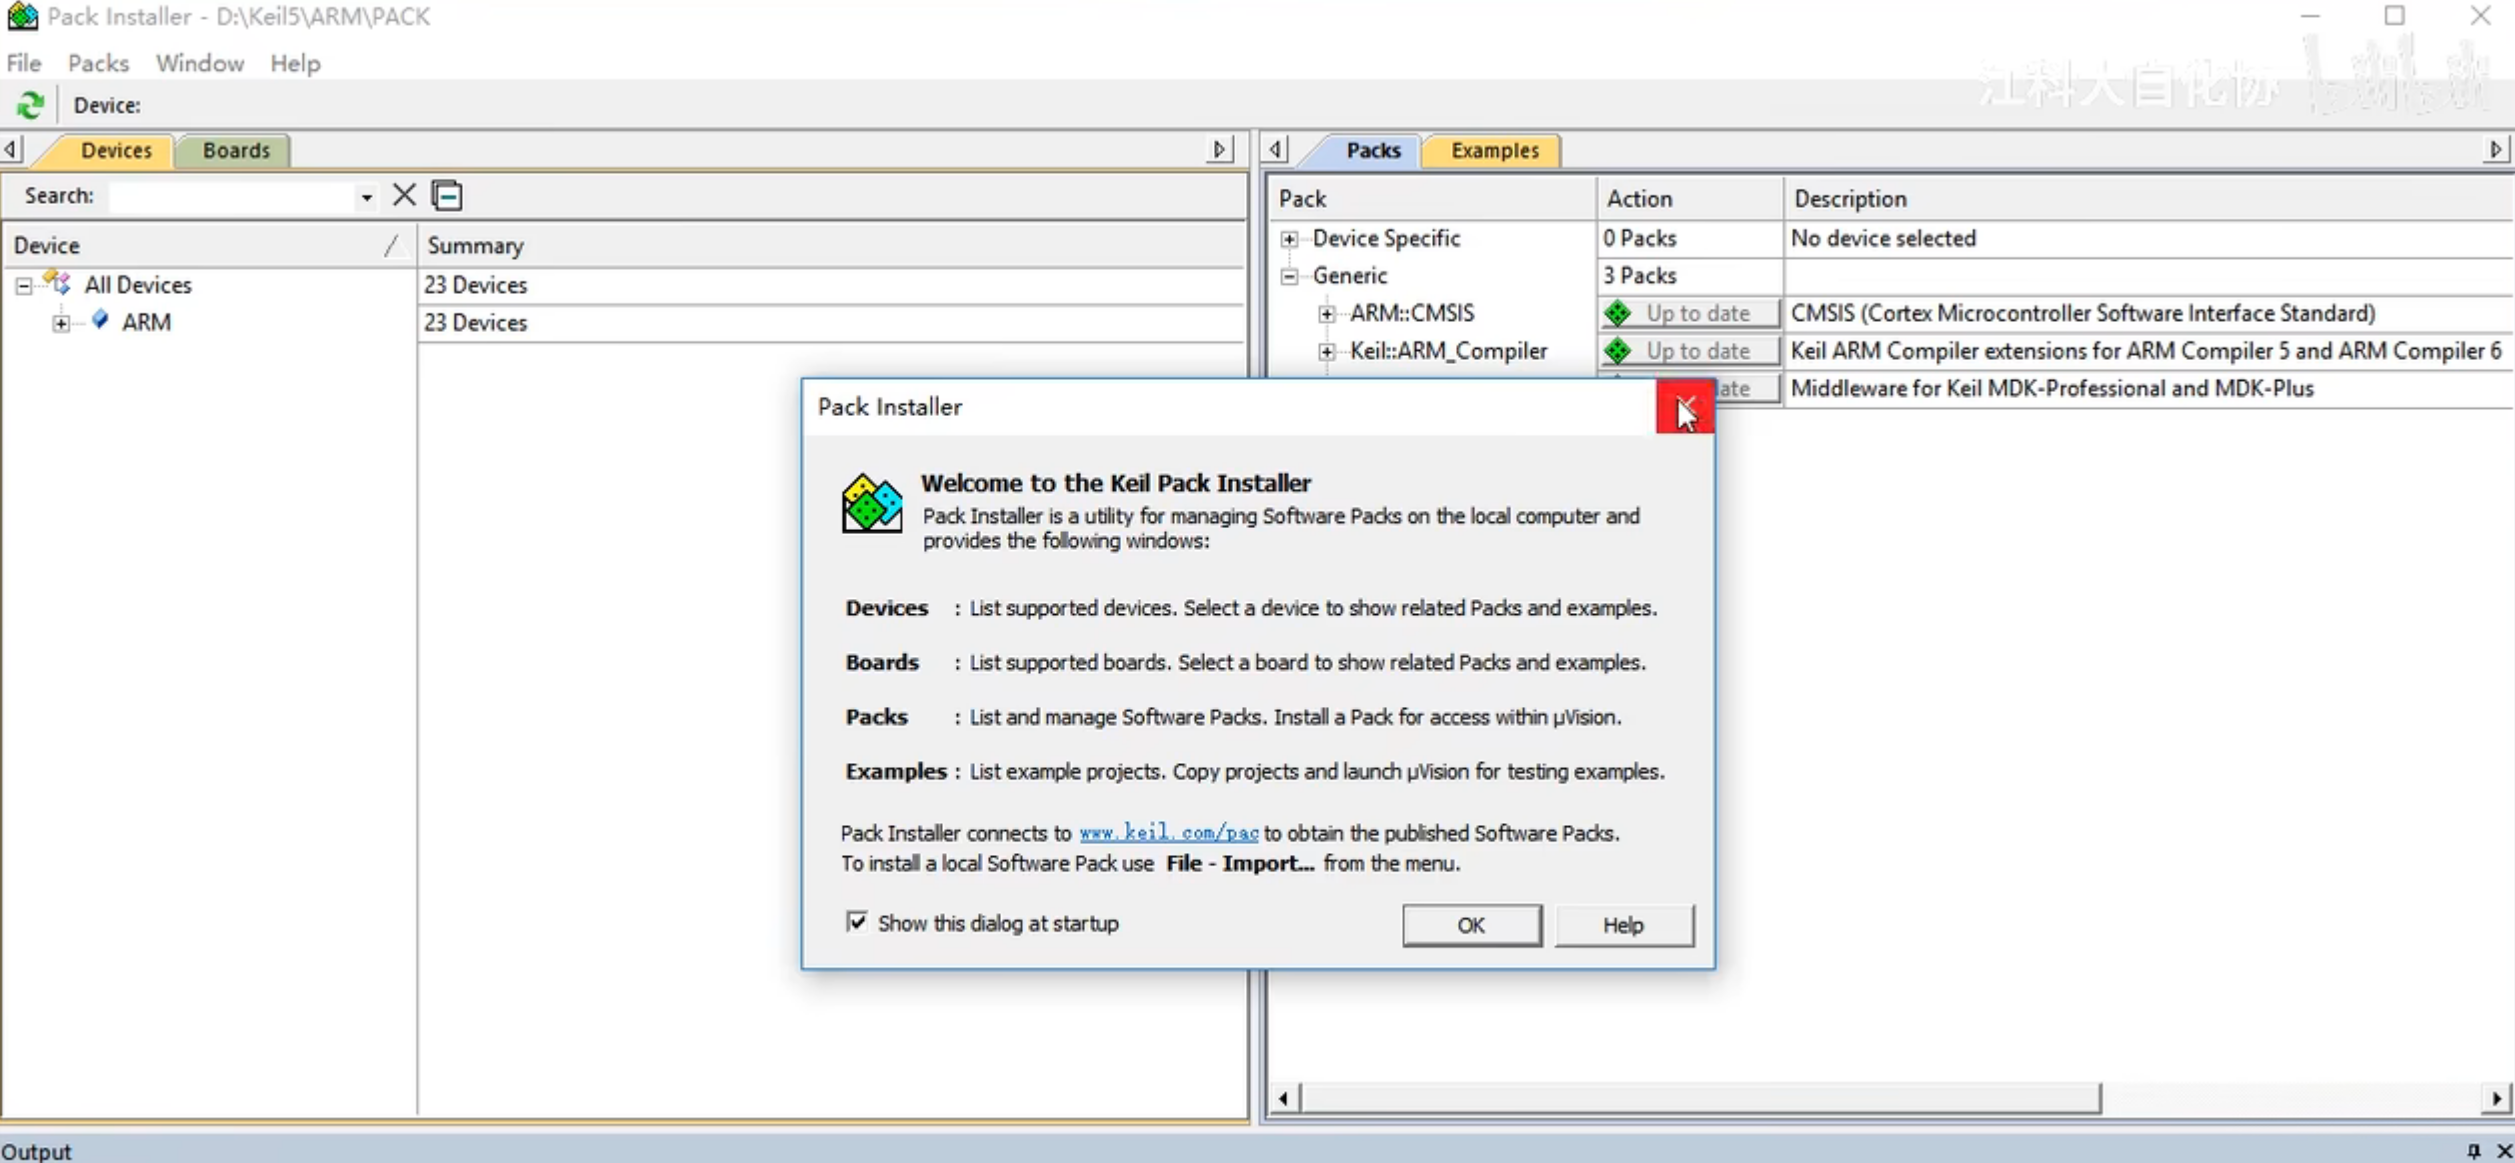 Pack Installer - D:\Keil5\ARM\PACK
File Packs Window Help
江科大自化协
Device:
Devices Boards
Packs Examples
Search:
Device Summary
All Devices 23 Devices
ARM 23 Devices
Pack Action Description
Device Specific 0 Packs No device selected
Generic 3 Packs
ARM::CMSIS Up to date CMSIS (Cortex Microcontroller Software Interface Standard)
Keil::ARM_Compiler Up to date Keil ARM Compiler extensions for ARM Compiler 5 and ARM Compiler 6
date Middleware for Keil MDK-Professional and MDK-Plus
Pack Installer
Welcome to the Keil Pack Installer
Pack Installer is a utility for managing Software Packs on the local computer and
provides the following windows:
Devices : List supported devices. Select a device to show related Packs and examples.
Boards : List supported boards. Select a board to show related Packs and examples.
Packs : List and manage Software Packs. Install a Pack for access within µVision.
Examples : List example projects. Copy projects and launch µVision for testing examples.
Pack Installer connects to www.keil.com/pac to obtain the published Software Packs.
To install a local Software Pack use File - Import... from the menu.
Show this dialog at startup
OK Help
Output